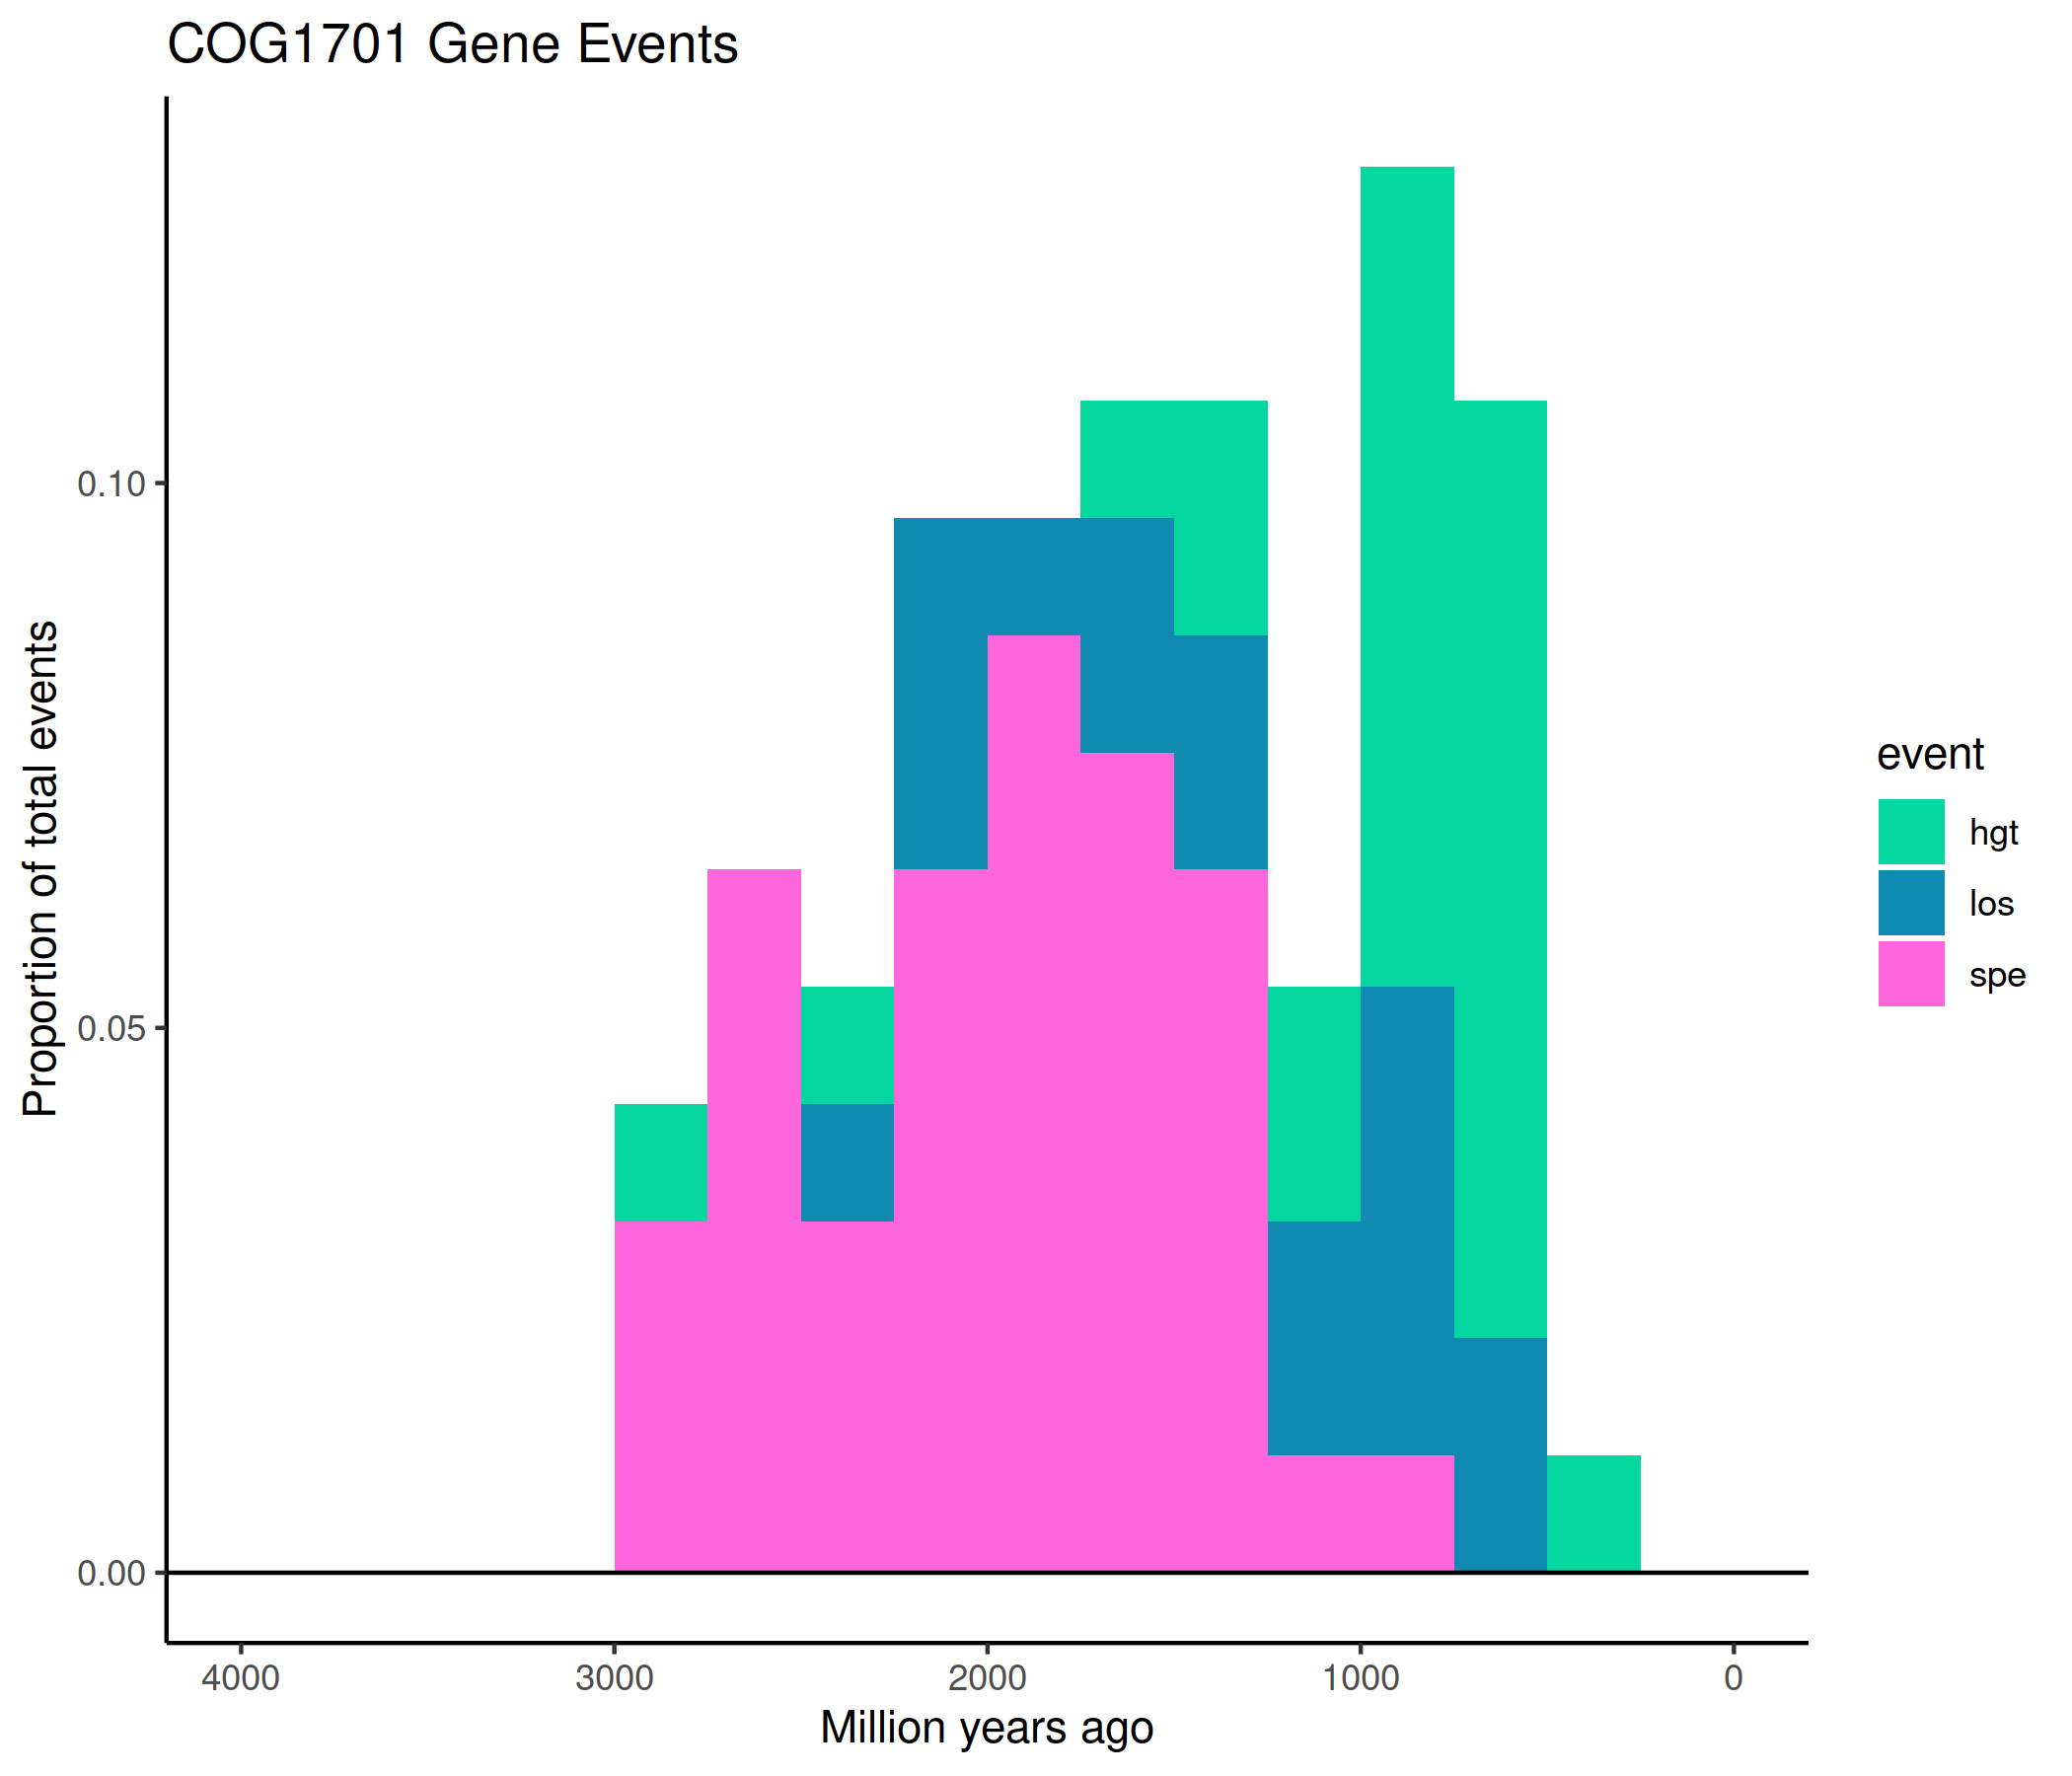 COG1701 Gene Events
Proportion of total events
0.10
0.05
0.00
4000 3000 2000 1000 0
Million years ago
event
hgt
los
spe